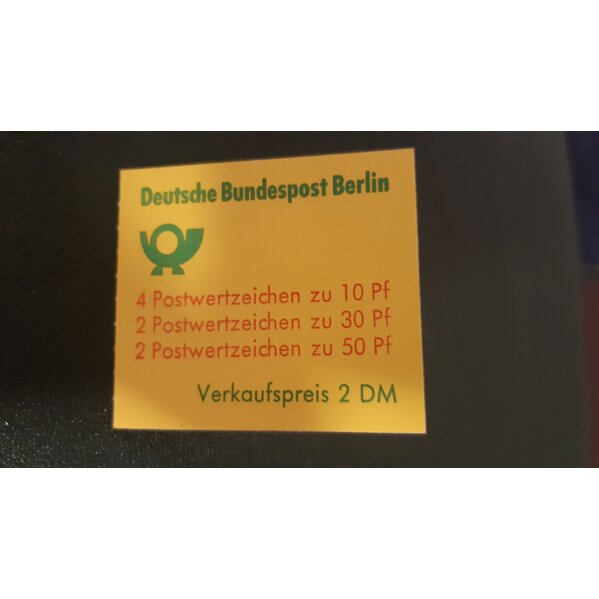 Deutsche Bundespost Berlin
4 Postwertzeichen zu 10 Pf
2 Postwertzeichen zu 30 Pf
2 Postwertzeichen zu 50 Pf
Verkaufspreis 2 DM